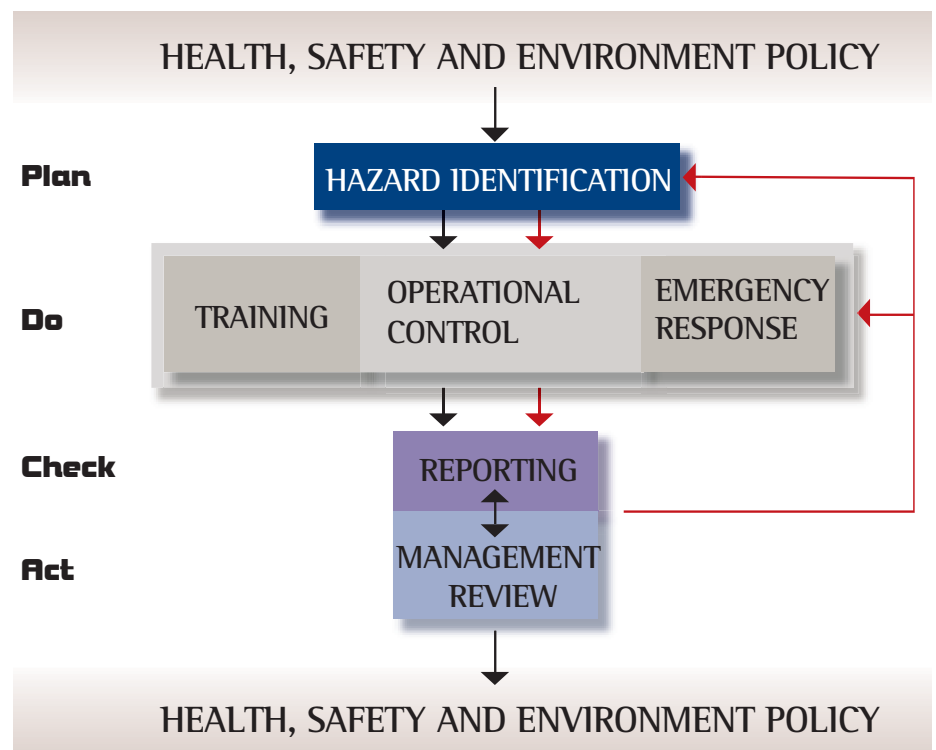 HEALTH, SAFETY AND ENVIRONMENT POLICY
Plan
HAZARD IDENTIFICATION
Do
TRAINING
OPERATIONAL
CONTROL
EMERGENCY
RESPONSE
Check
REPORTING
Act
MANAGEMENT
REVIEW
HEALTH, SAFETY AND ENVIRONMENT POLICY